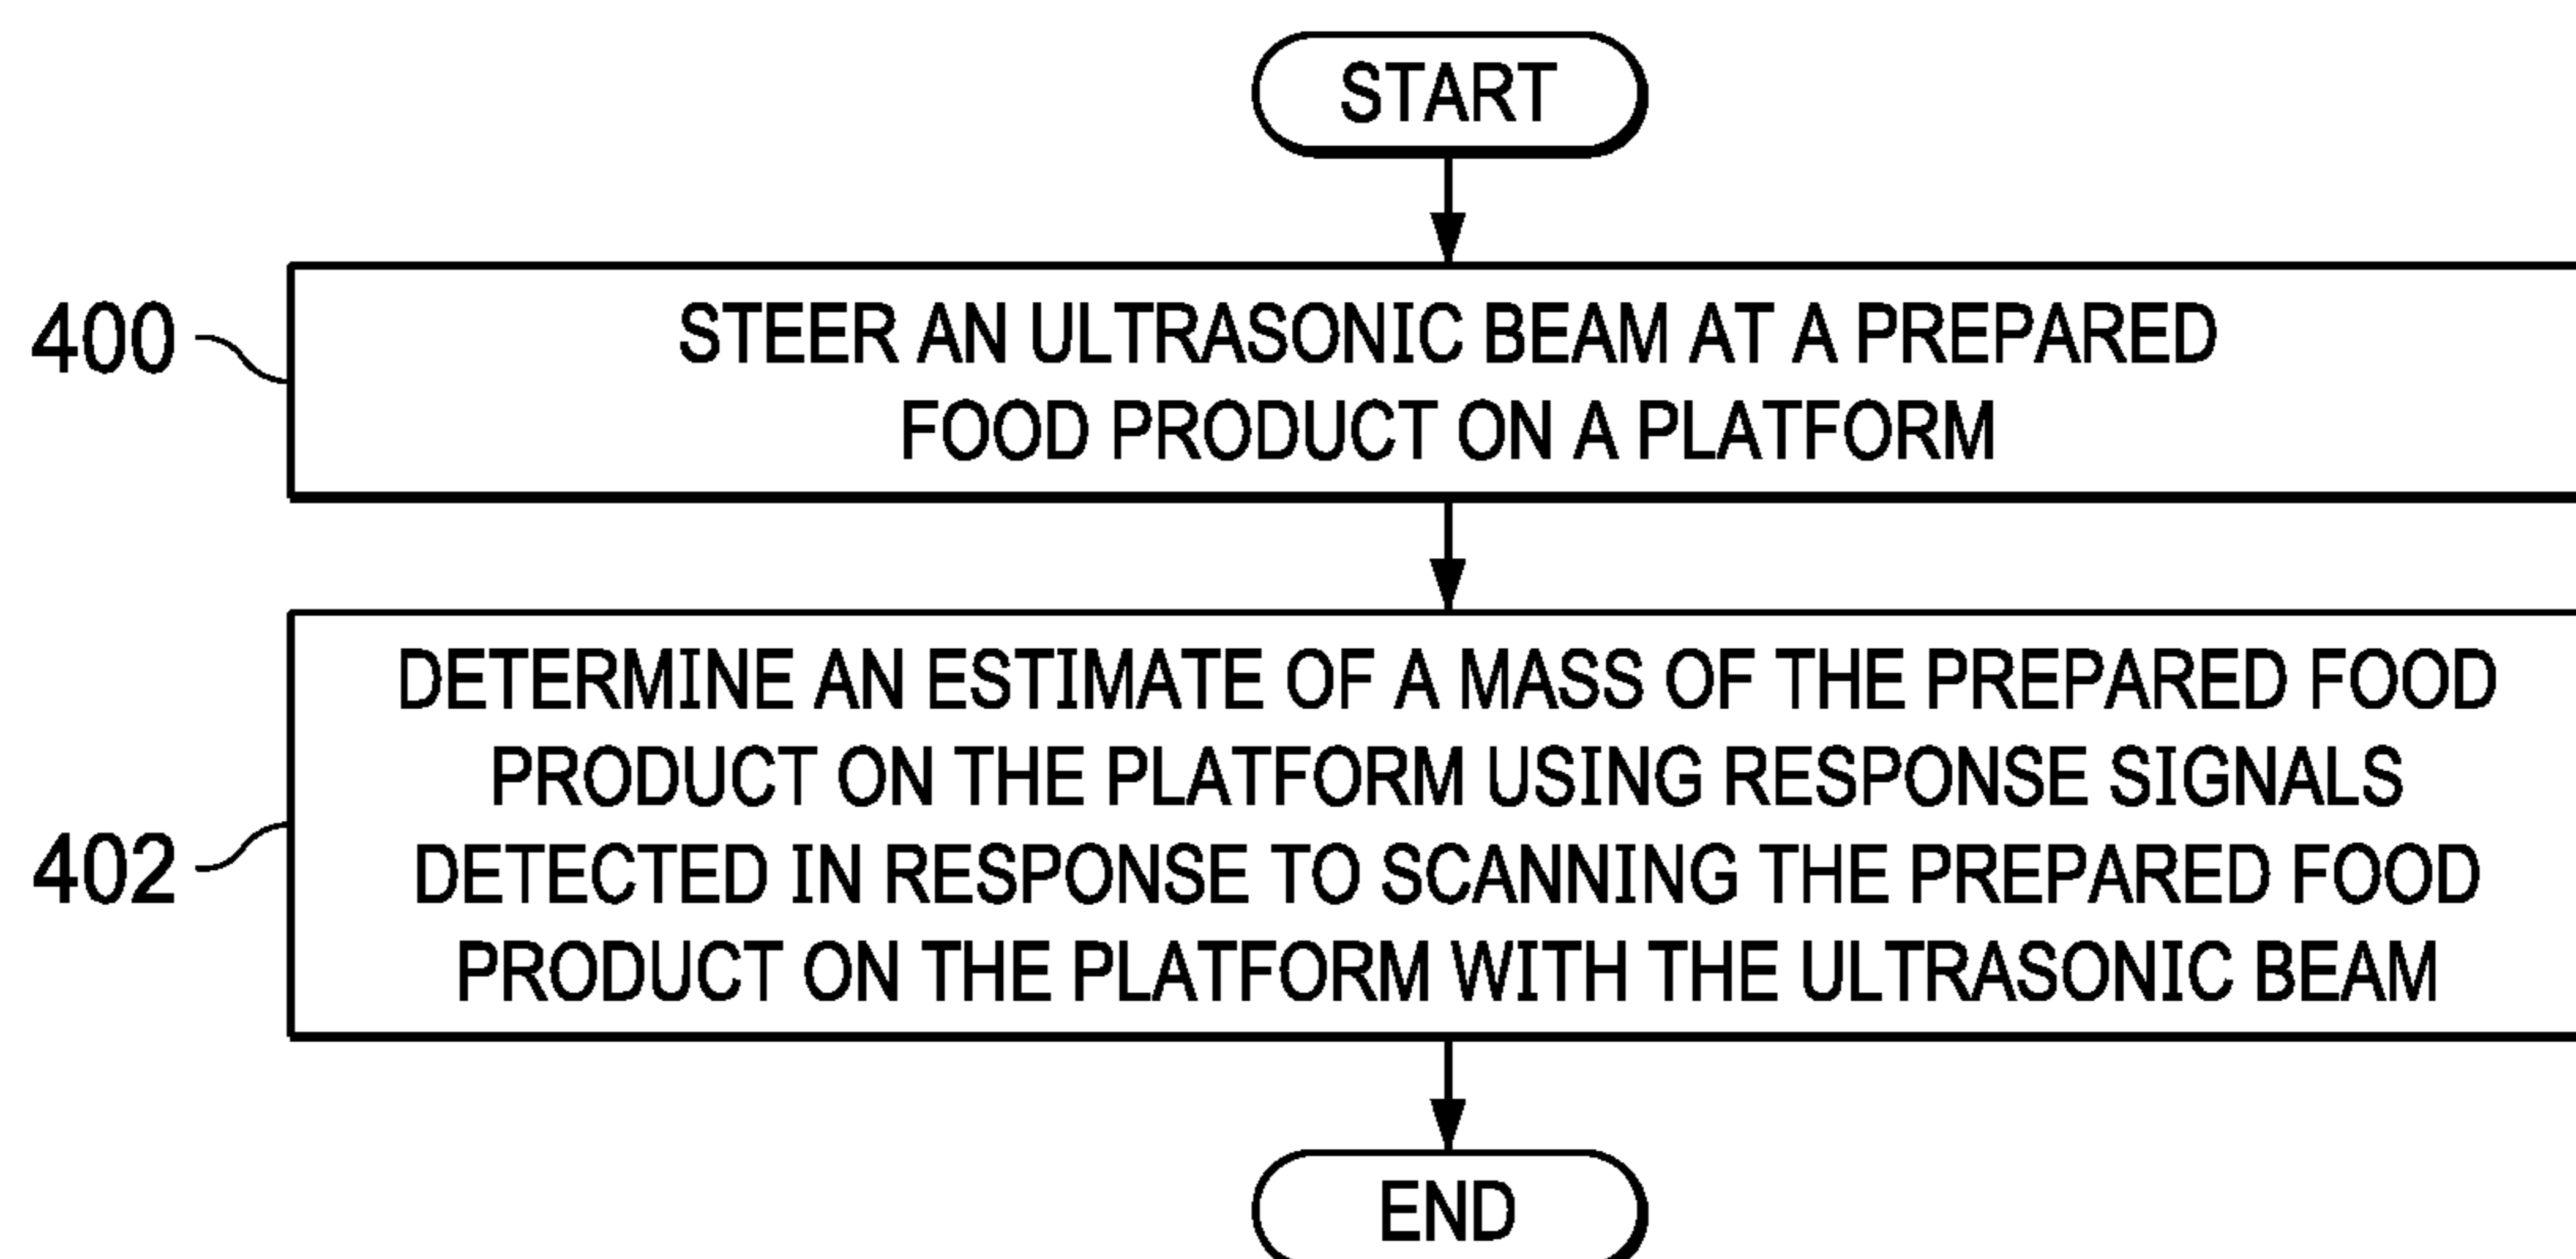 START
400
STEER AN ULTRASONIC BEAM AT A PREPARED
FOOD PRODUCT ON A PLATFORM
402
DETERMINE AN ESTIMATE OF A MASS OF THE PREPARED FOOD
PRODUCT ON THE PLATFORM USING RESPONSE SIGNALS
DETECTED IN RESPONSE TO SCANNING THE PREPARED FOOD
PRODUCT ON THE PLATFORM WITH THE ULTRASONIC BEAM
END